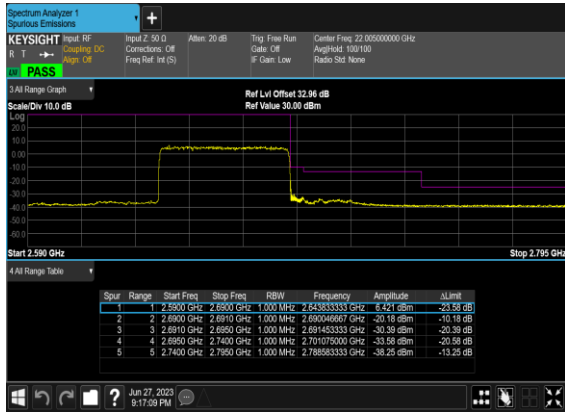 Spectrum Analyzer 1
Spurious Emissions
+
KEYSIGHT Input: RF Input Z: 50 Ω Atten: 20 dB Trig: Free Run Center Freq: 22.005000000 GHz
R T Coupling: DC Corrections: Off Gate: Off Avg|Hold: 100/100
Align: Off Freq Ref: Int (S) IF Gain: Low Radio Std: None
PASS
3 All Range Graph Ref Lvl Offset 32.96 dB
Scale/Div 10.0 dB Ref Value 30.00 dBm
Log
20.0
10.0
0.00
-10.0
-20.0
-30.0
-40.0
-50.0
-60.0
Start 2.590 GHz Stop 2.795 GHz
4 All Range Table
Spur Range Start Freq Stop Freq RBW Frequency Amplitude ΔLimit
1 1 2.5900 GHz 2.6900 GHz 1.000 MHz 2.643833333 GHz 6.421 dBm -23.58 dB
2 2 2.6900 GHz 2.6910 GHz 1.000 MHz 2.690046667 GHz -20.18 dBm -10.18 dB
3 3 2.6910 GHz 2.6950 GHz 1.000 MHz 2.691453333 GHz -30.39 dBm -20.39 dB
4 4 2.6950 GHz 2.7400 GHz 1.000 MHz 2.701075000 GHz -33.58 dBm -20.58 dB
5 5 2.7400 GHz 2.7950 GHz 1.000 MHz 2.788583333 GHz -38.25 dBm -13.25 dB
? Jun 27, 2023
9:17:09 PM